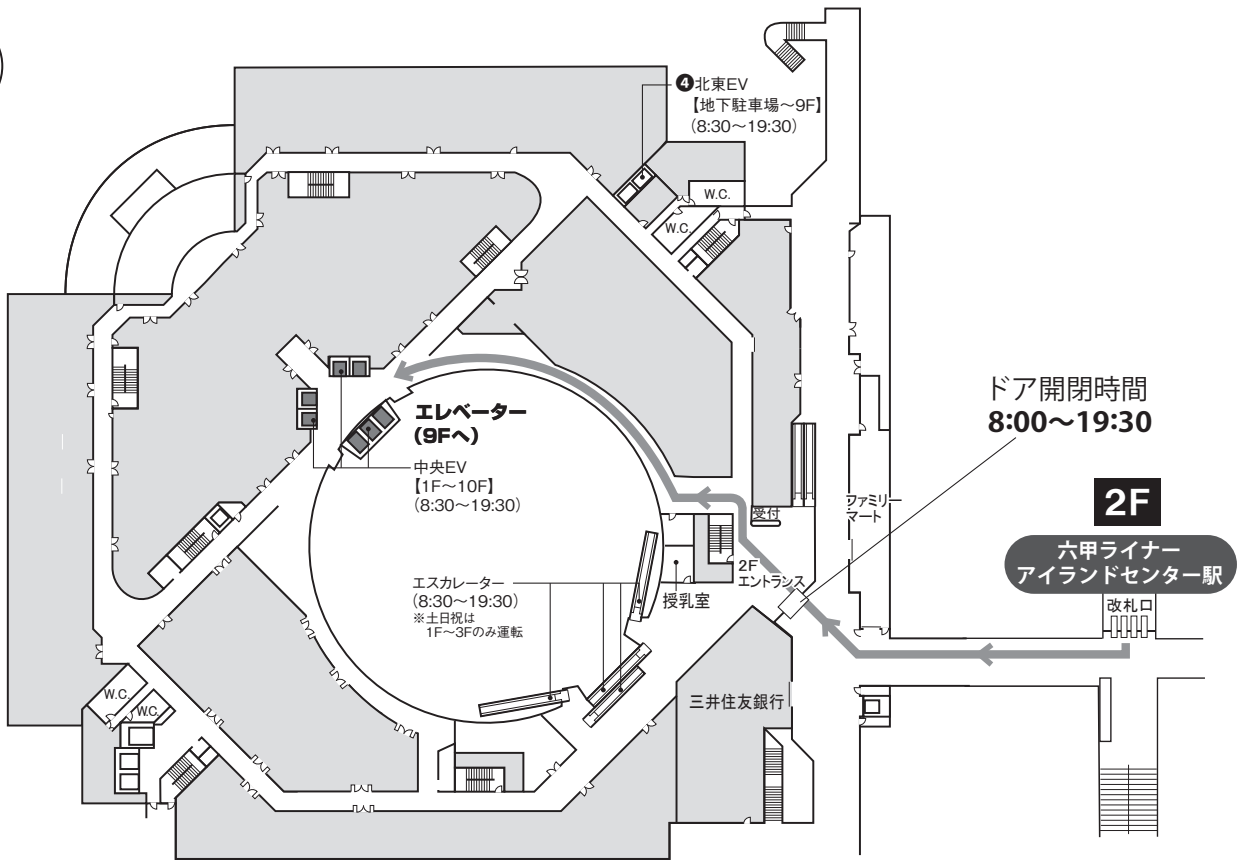 ❹北東EV
【地下駐車場〜9F】
(8:30〜19:30)
W.C.
W.C.
ドア開閉時間
8:00〜19:30
エレベーター
(9Fへ)
中央EV
【1F〜10F】
(8:30〜19:30)
2F
ファミリー
マート
受付
六甲ライナー
アイランドセンター駅
2F
エントランス
エスカレーター
(8:30〜19:30)
※土日祝は
1F〜3Fのみ運転
授乳室
改札口
三井住友銀行
W.C.
W.C.